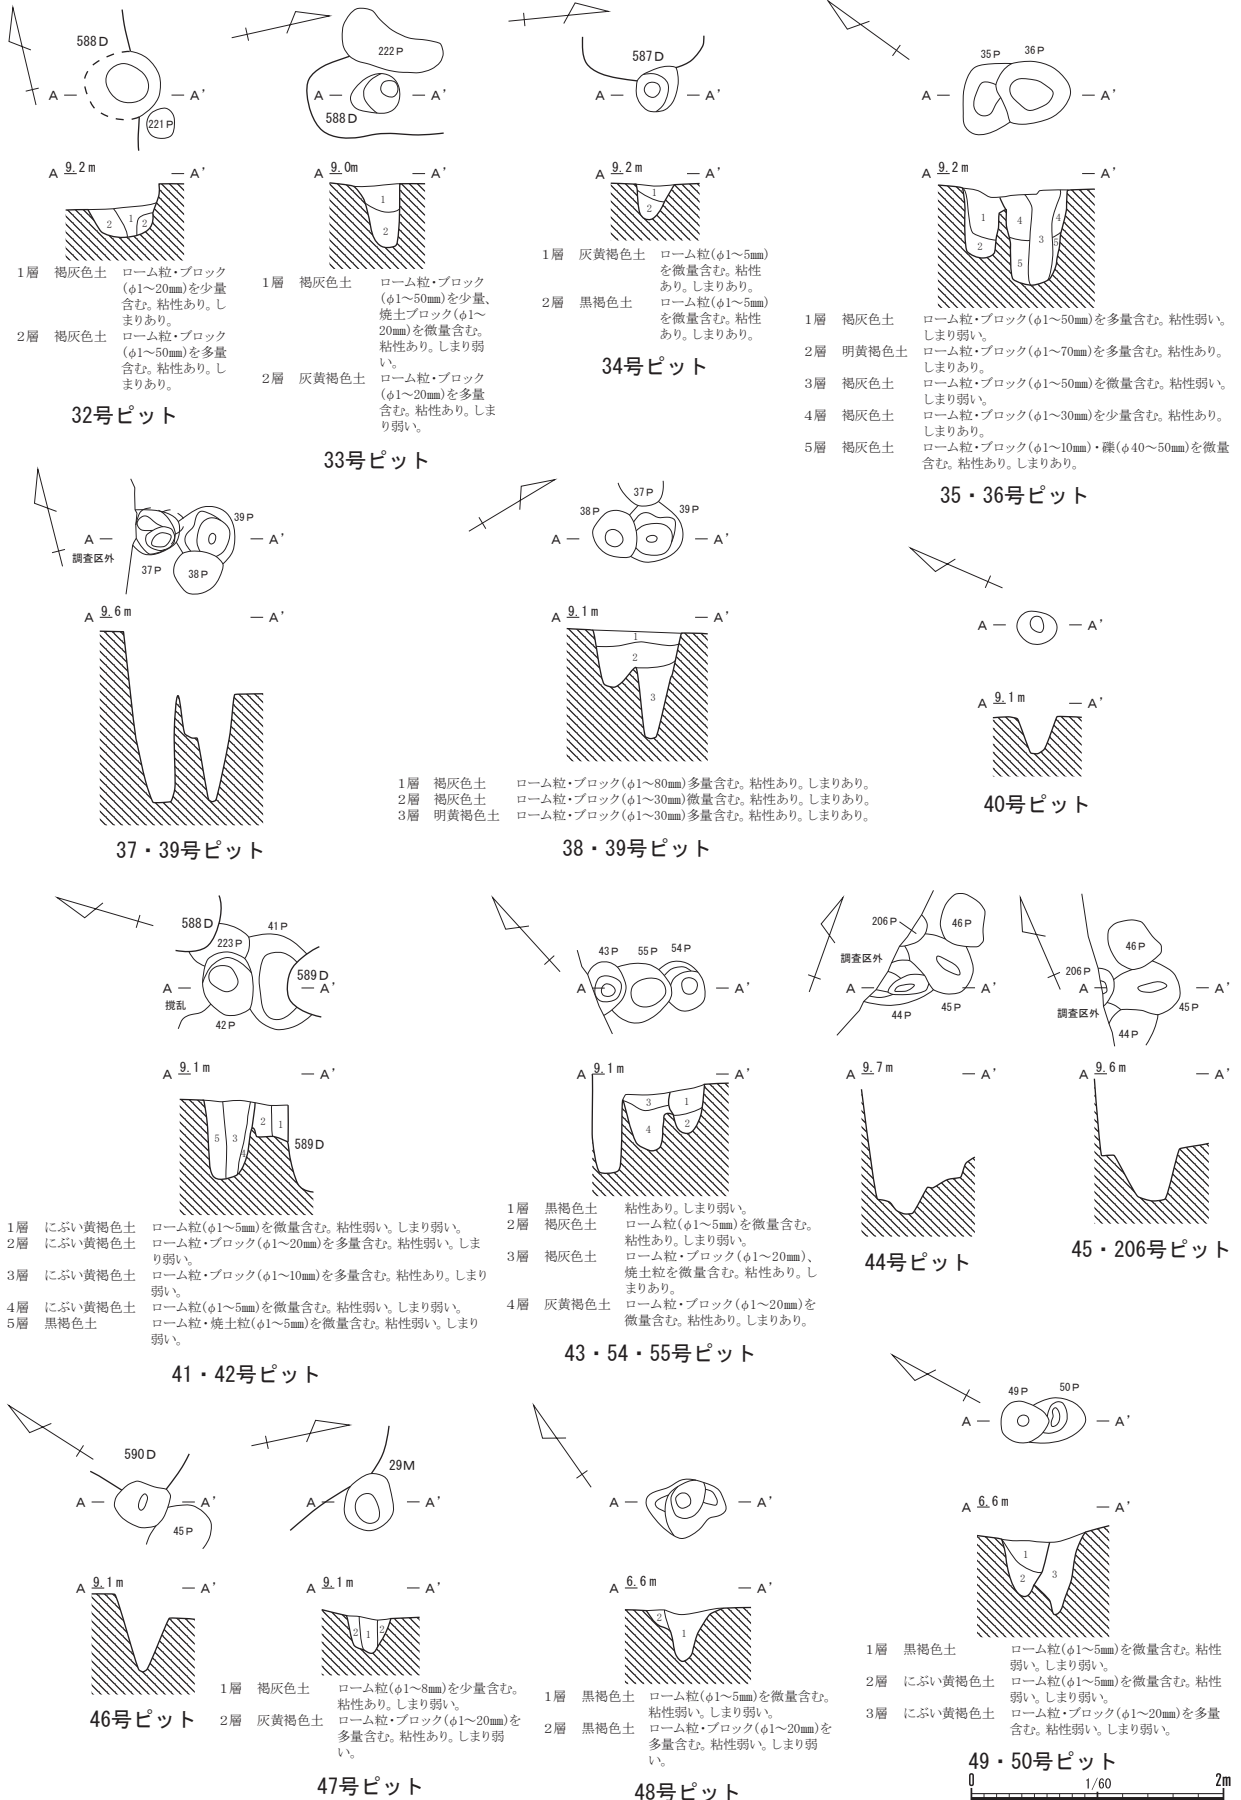 588D
A — — A'
221P
A 9.2m — A'
1 2 2
1層 褐灰色土 ローム粒・ブロック
(φ1～20㎜)を少量
含む。粘性あり。し
まりあり。
2層 褐灰色土 ローム粒・ブロック
(φ1～50㎜)を多量
含む。粘性あり。し
まりあり。
32号ピット
222P
A — — A'
588D
A 9.0m — A'
1
2
1層 褐灰色土 ローム粒・ブロック
(φ1～50㎜)を少量、
焼土ブロック(φ1～
20㎜)を微量含む。
粘性あり。しまり弱
い。
2層 灰黄褐色土 ローム粒・ブロック
(φ1～20㎜)を多量
含む。粘性あり。しま
り弱い。
33号ピット
587D
A — — A'
A 9.2m — A'
1
2
1層 灰黄褐色土 ローム粒(φ1～5㎜)
を微量含む。粘性
あり。しまりあり。
2層 黒褐色土 ローム粒(φ1～5㎜)
を微量含む。粘性
あり。しまりあり。
34号ピット
35P 36P
A — — A'
A 9.2m — A'
1 4 4
2 3 5
5
1層 褐灰色土 ローム粒・ブロック(φ1～50㎜)を多量含む。粘性弱い。
しまり弱い。
2層 明黄褐色土 ローム粒・ブロック(φ1～70㎜)を多量含む。粘性あり。
しまりあり。
3層 褐灰色土 ローム粒・ブロック(φ1～50㎜)を微量含む。粘性弱い。
しまり弱い。
4層 褐灰色土 ローム粒・ブロック(φ1～30㎜)を少量含む。粘性あり。
しまりあり。
5層 褐灰色土 ローム粒・ブロック(φ1～10㎜)・礫(φ40～50㎜)を微量
含む。粘性あり。しまりあり。
35・36号ピット
39P
A — — A'
調査区外
37P 38P
A 9.6m — A'
37・39号ピット
37P
38P 39P
A — — A'
A 9.1m — A'
1
2
3
1層 褐灰色土 ローム粒・ブロック(φ1～80㎜)多量含む。粘性あり。しまりあり。
2層 褐灰色土 ローム粒・ブロック(φ1～30㎜)微量含む。粘性あり。しまりあり。
3層 明黄褐色土 ローム粒・ブロック(φ1～30㎜)多量含む。粘性あり。しまりあり。
38・39号ピット
A — — A'
A 9.1m — A'
40号ピット
588D 41P
223P
589D
A — — A'
撹乱
42P
A 9.1m — A'
5 3 4 2 1
589D
1層 にぶい黄褐色土 ローム粒(φ1～5㎜)を微量含む。粘性弱い。しまり弱い。
2層 にぶい黄褐色土 ローム粒・ブロック(φ1～20㎜)を多量含む。粘性弱い。しま
り弱い。
3層 にぶい黄褐色土 ローム粒・ブロック(φ1～10㎜)を多量含む。粘性あり。しまり
弱い。
4層 にぶい黄褐色土 ローム粒(φ1～5㎜)を微量含む。粘性弱い。しまり弱い。
5層 黒褐色土 ローム粒・焼土粒(φ1～5㎜)を微量含む。粘性弱い。しまり
弱い。
41・42号ピット
43P 55P 54P
A — — A'
A 9.1m — A'
3 1
4 2
1層 黒褐色土 粘性あり。しまり弱い。
2層 褐灰色土 ローム粒(φ1～5㎜)を微量含む。
粘性あり。しまり弱い。
3層 褐灰色土 ローム粒・ブロック(φ1～20㎜)、
焼土粒を微量含む。粘性あり。し
まりあり。
4層 灰黄褐色土 ローム粒・ブロック(φ1～20㎜)を
微量含む。粘性あり。しまりあり。
43・54・55号ピット
206P 46P
調査区外
A — — A'
44P 45P
A 9.7m — A'
44号ピット
46P
206P
A — — A'
調査区外 45P
44P
A 9.6m — A'
45・206号ピット
590D
A — — A'
45P
A 9.1m — A'
46号ピット
29M
A — — A'
A 9.1m — A'
2 1 2
1層 褐灰色土 ローム粒(φ1～8㎜)を少量含む。
粘性あり。しまり弱い。
2層 灰黄褐色土 ローム粒・ブロック(φ1～20㎜)を
多量含む。粘性あり。しまり弱
い。
47号ピット
A — — A'
A 6.6m — A'
2
1
1層 黒褐色土 ローム粒(φ1～5㎜)を微量含む。
粘性弱い。しまり弱い。
2層 黒褐色土 ローム粒・ブロック(φ1～20㎜)を
多量含む。粘性弱い。しまり弱
い。
48号ピット
49P 50P
A — — A'
A 6.6m — A'
1
2 3
1層 黒褐色土 ローム粒(φ1～5㎜)を微量含む。粘性
弱い。しまり弱い。
2層 にぶい黄褐色土 ローム粒(φ1～5㎜)を微量含む。粘性
弱い。しまり弱い。
3層 にぶい黄褐色土 ローム粒・ブロック(φ1～20㎜)を多量
含む。粘性弱い。しまり弱い。
49・50号ピット
0 1/60 2m